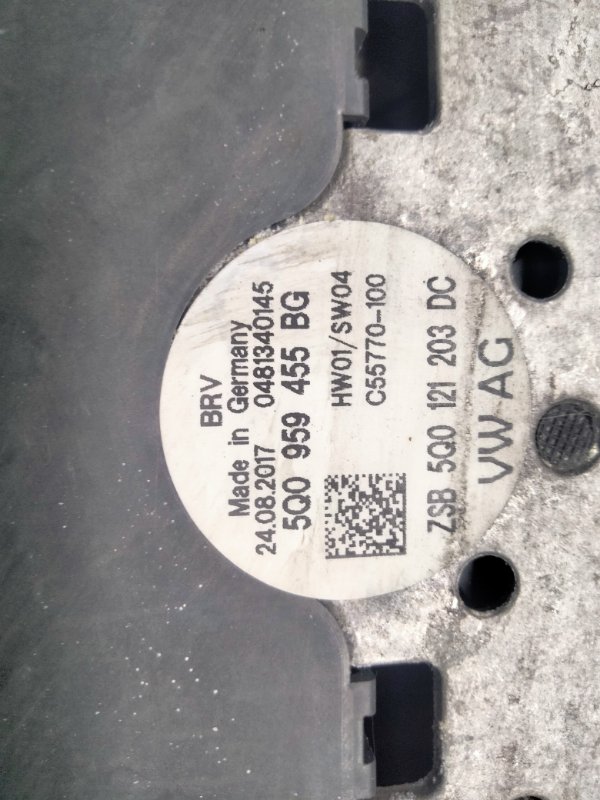 BRV
Made in Germany
24.08.2017 0481340145
5Q0 959 455 BG
HW01/SW04
C55770-100
ZSB 5Q0 121 203 DC
VW AG